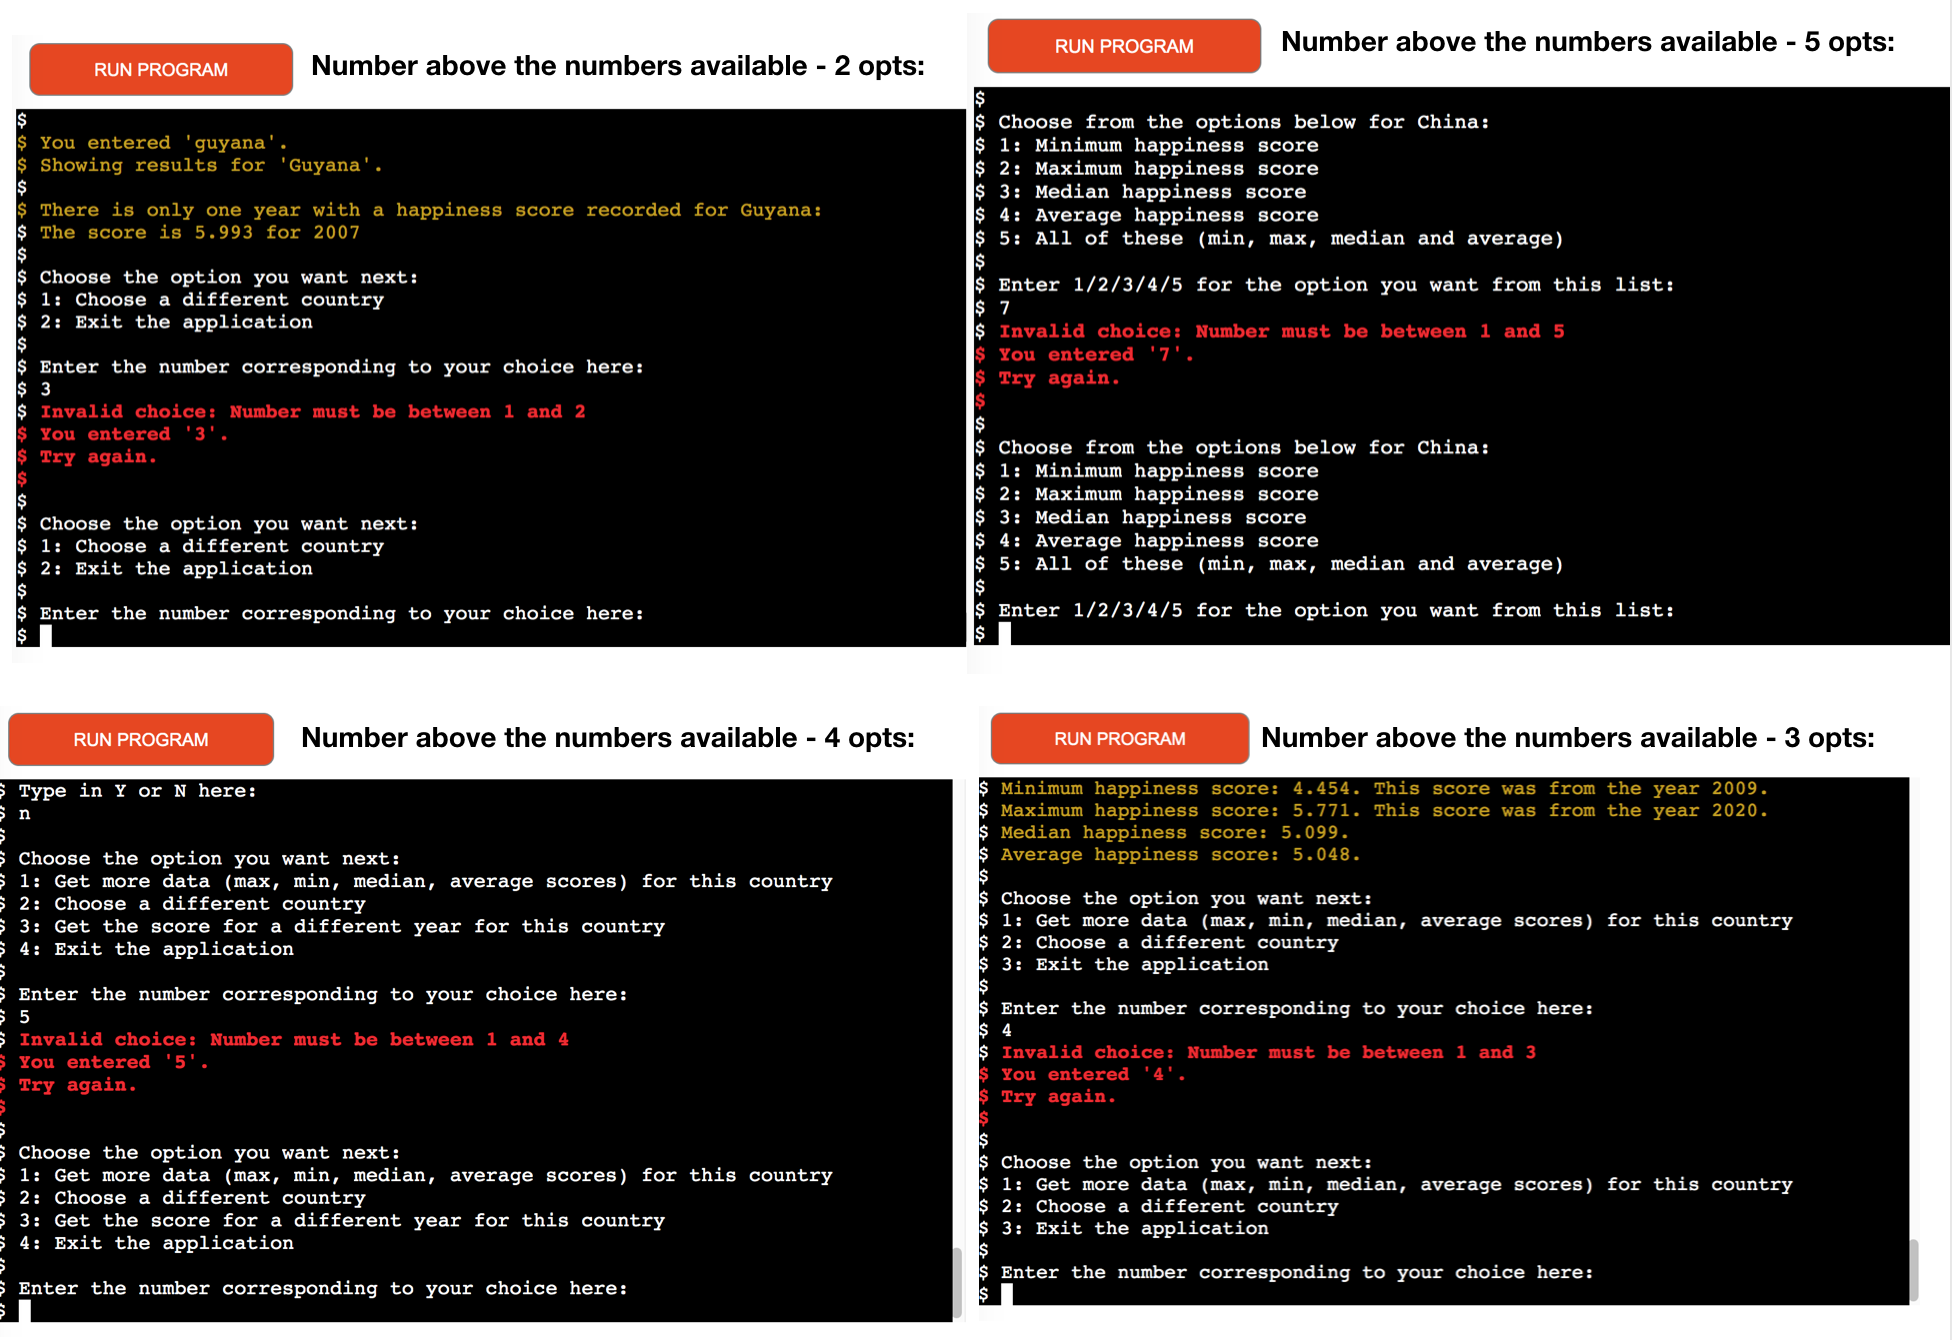 RUN PROGRAM
Number above the numbers available - 2 opts:
$
$ You entered 'guyana'.
$ Showing results for 'Guyana'.
$
$ There is only one year with a happiness score recorded for Guyana:
$ The score is 5.993 for 2007
$
$ Choose the option you want next:
$ 1: Choose a different country
$ 2: Exit the application
$
$ Enter the number corresponding to your choice here:
$ 3
$ Invalid choice: Number must be between 1 and 2
$ You entered '3'.
$ Try again.
$
$
$ Choose the option you want next:
$ 1: Choose a different country
$ 2: Exit the application
$
$ Enter the number corresponding to your choice here:
$
RUN PROGRAM
Number above the numbers available - 5 opts:
$
$ Choose from the options below for China:
$ 1: Minimum happiness score
$ 2: Maximum happiness score
$ 3: Median happiness score
$ 4: Average happiness score
$ 5: All of these (min, max, median and average)
$
$ Enter 1/2/3/4/5 for the option you want from this list:
$ 7
$ Invalid choice: Number must be between 1 and 5
$ You entered '7'.
$ Try again.
$
$
$ Choose from the options below for China:
$ 1: Minimum happiness score
$ 2: Maximum happiness score
$ 3: Median happiness score
$ 4: Average happiness score
$ 5: All of these (min, max, median and average)
$
$ Enter 1/2/3/4/5 for the option you want from this list:
$
RUN PROGRAM
Number above the numbers available - 4 opts:
$ Type in Y or N here:
$ n
$
$ Choose the option you want next:
$ 1: Get more data (max, min, median, average scores) for this country
$ 2: Choose a different country
$ 3: Get the score for a different year for this country
$ 4: Exit the application
$
$ Enter the number corresponding to your choice here:
$ 5
$ Invalid choice: Number must be between 1 and 4
$ You entered '5'.
$ Try again.
$
$
$ Choose the option you want next:
$ 1: Get more data (max, min, median, average scores) for this country
$ 2: Choose a different country
$ 3: Get the score for a different year for this country
$ 4: Exit the application
$
$ Enter the number corresponding to your choice here:
$
RUN PROGRAM
Number above the numbers available - 3 opts:
$ Minimum happiness score: 4.454. This score was from the year 2009.
$ Maximum happiness score: 5.771. This score was from the year 2020.
$ Median happiness score: 5.099.
$ Average happiness score: 5.048.
$
$ Choose the option you want next:
$ 1: Get more data (max, min, median, average scores) for this country
$ 2: Choose a different country
$ 3: Exit the application
$
$ Enter the number corresponding to your choice here:
$ 4
$ Invalid choice: Number must be between 1 and 3
$ You entered '4'.
$ Try again.
$
$
$ Choose the option you want next:
$ 1: Get more data (max, min, median, average scores) for this country
$ 2: Choose a different country
$ 3: Exit the application
$
$ Enter the number corresponding to your choice here:
$